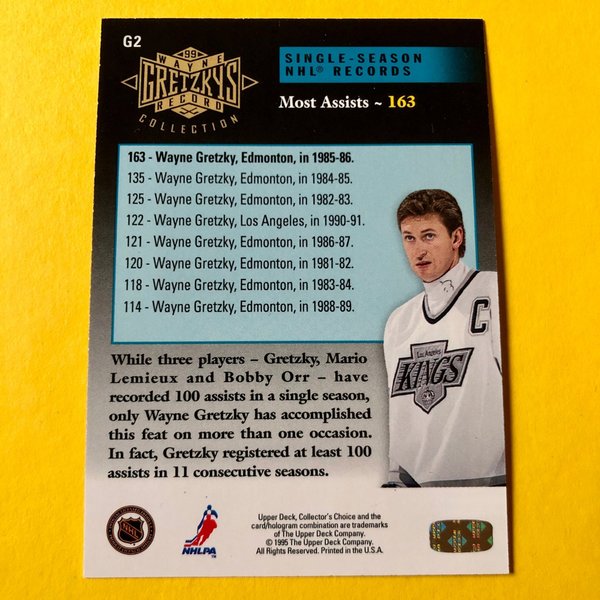 G2
WAYNE
99
GRETZKYS
RECORD
COLLECTION
SINGLE-SEASON
NHL® RECORDS
Most Assists ~ 163
163 - Wayne Gretzky, Edmonton, in 1985-86.
135 - Wayne Gretzky, Edmonton, in 1984-85.
125 - Wayne Gretzky, Edmonton, in 1982-83.
122 - Wayne Gretzky, Los Angeles, in 1990-91.
121 - Wayne Gretzky, Edmonton, in 1986-87.
120 - Wayne Gretzky, Edmonton, in 1981-82.
118 - Wayne Gretzky, Edmonton, in 1983-84.
114 - Wayne Gretzky, Edmonton, in 1988-89.
C
Los Angeles
KINGS
While three players – Gretzky, Mario
Lemieux and Bobby Orr – have
recorded 100 assists in a single season,
only Wayne Gretzky has accomplished
this feat on more than one occasion.
In fact, Gretzky registered at least 100
assists in 11 consecutive seasons.
NHL
NHLPA™
Upper Deck, Collector's Choice and the
card/hologram combination are trademarks
of The Upper Deck Company.
© 1995 The Upper Deck Company.
All Rights Reserved. Printed in the U.S.A.